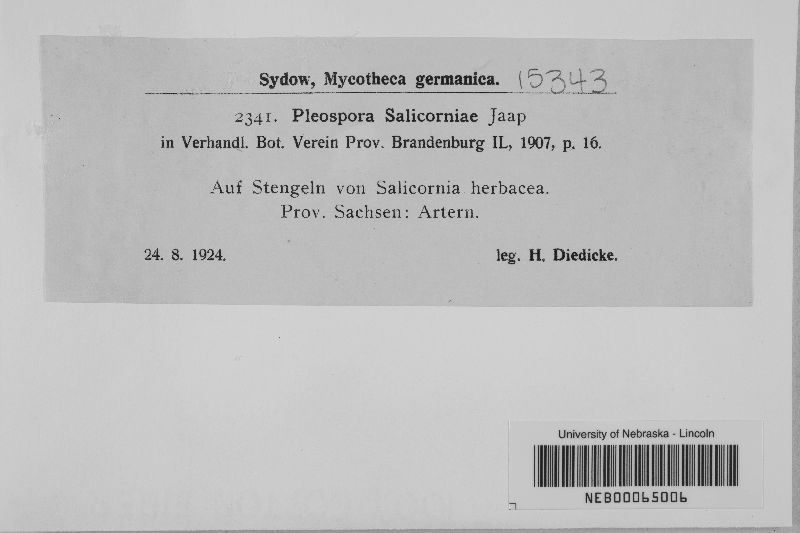 Sydow, Mycotheca germanica. 15343
2341. Pleospora Salicorniae Jaap
in Verhandl. Bot. Verein Prov. Brandenburg IL, 1907, p. 16.
Auf Stengeln von Salicornia herbacea.
Prov. Sachsen: Artern.
24. 8. 1924. leg. H. Diedicke.
University of Nebraska - Lincoln
NEB00065006